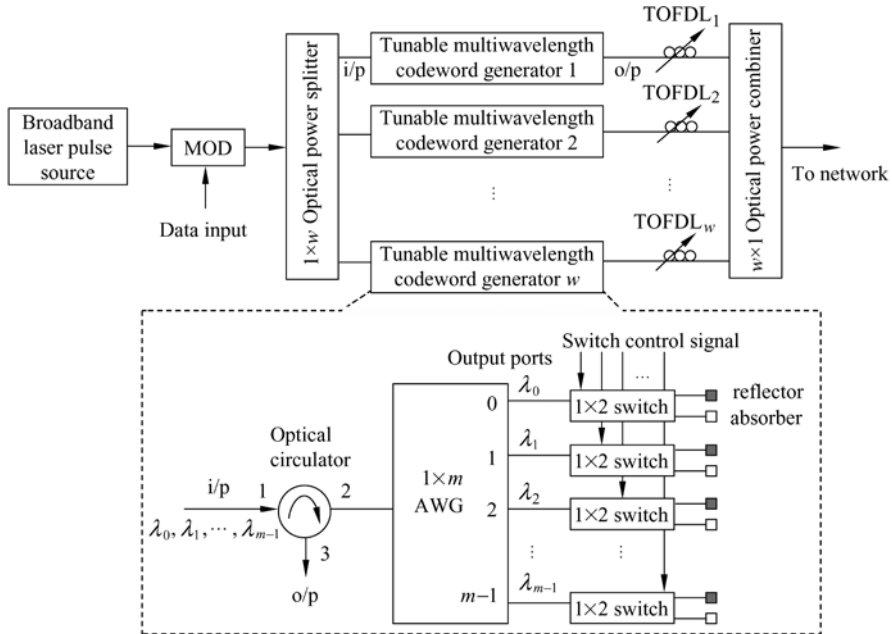 TOFDL1
Tunable multiwavelength
codeword generator 1
i/p
o/p
TOFDL2
Tunable multiwavelength
codeword generator 2
Broadband
laser pulse
source
MOD
Data input
1×w Optical power splitter
w×1 Optical power combiner
To network
...
...
TOFDLw
Tunable multiwavelength
codeword generator w
Switch control signal
...
Output ports
λ0
0
1×2 switch
reflector
absorber
λ1
1
1×2 switch
Optical
circulator
1×m
AWG
i/p
1
2
λ2
2
1×2 switch
λ0, λ1, ···, λm−1
3
o/p
...
...
...
λm−1
m−1
1×2 switch